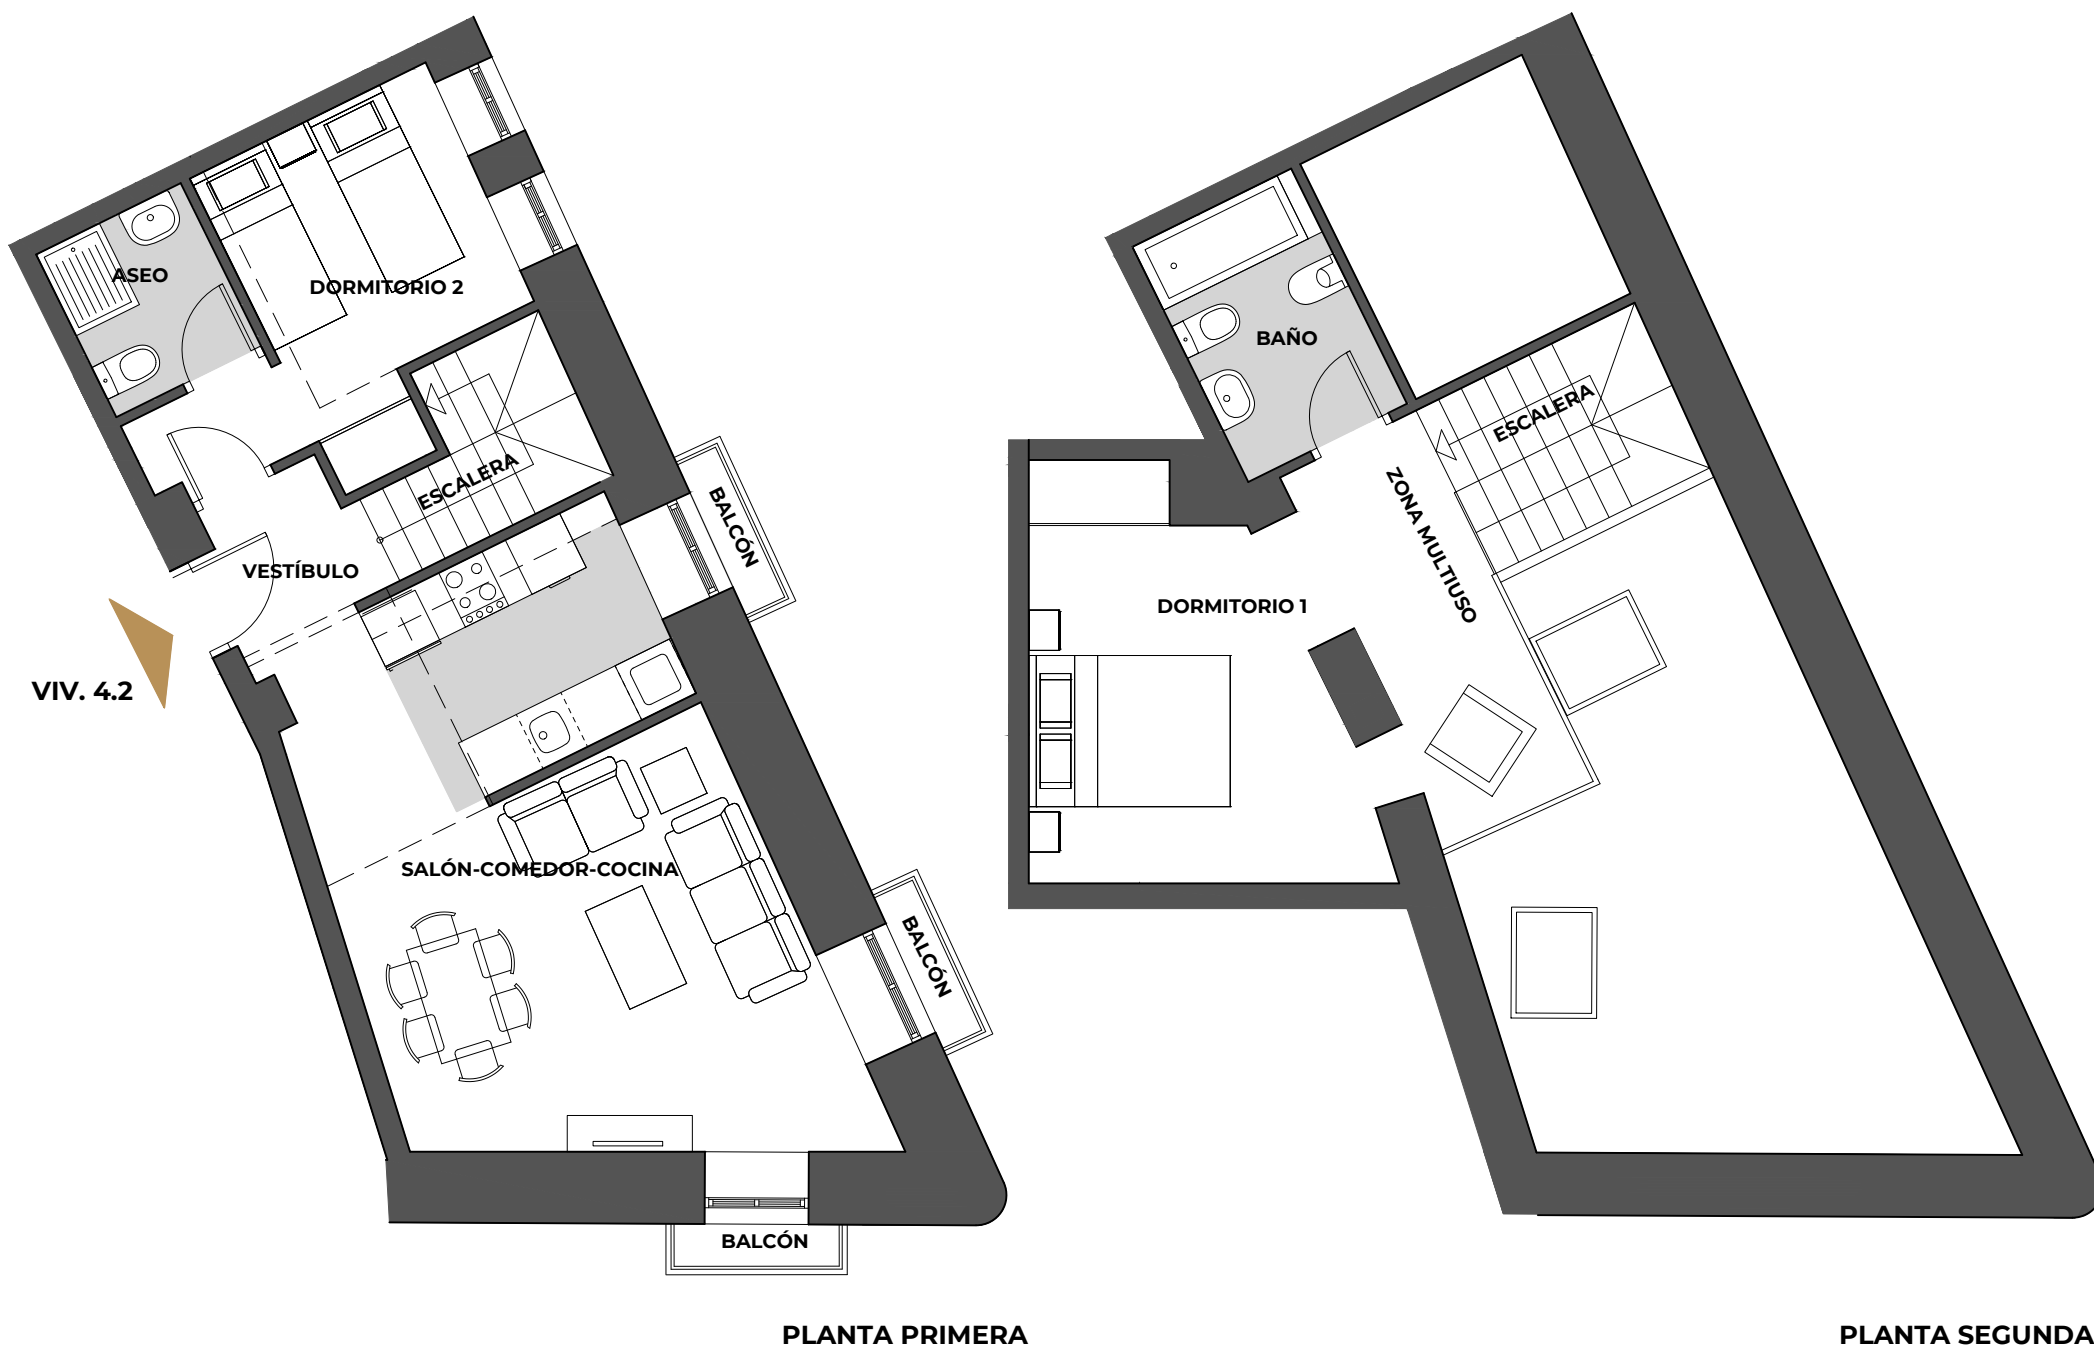 ASEO
DORMITORIO 2
ESCALERA
BALCÓN
VESTÍBULO
VIV. 4.2
SALÓN-COMEDOR-COCINA
BALCÓN
BALCÓN
PLANTA PRIMERA
BAÑO
ESCALERA
ZONA MULTIUSO
DORMITORIO 1
PLANTA SEGUNDA